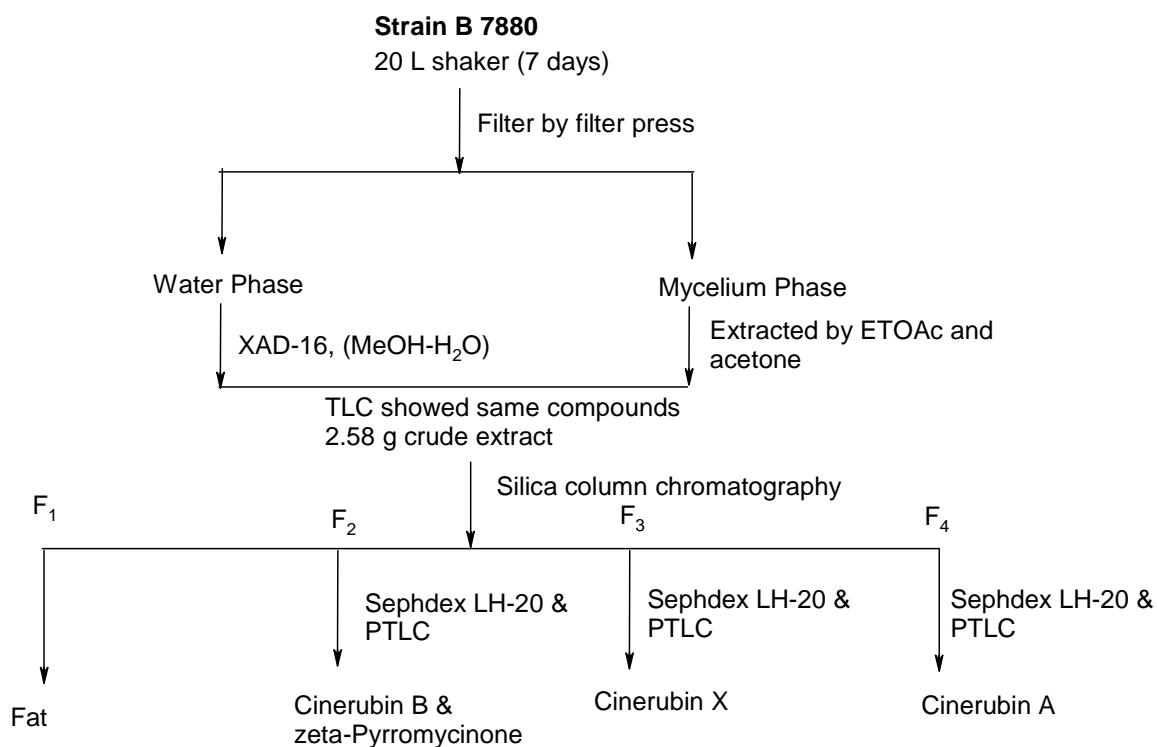 Strain B 7880
20 L shaker (7 days)
Filter by filter press
Water Phase
Mycelium Phase
XAD-16, (MeOH-H₂O)
Extracted by ETOAc and
acetone
TLC showed same compounds
2.58 g crude extract
Silica column chromatography
F₁
F₂
F₃
F₄
Sephdex LH-20 &
PTLC
Sephdex LH-20 &
PTLC
Sephdex LH-20 &
PTLC
Fat
Cinerubin B &
zeta-Pyrromycinone
Cinerubin X
Cinerubin A